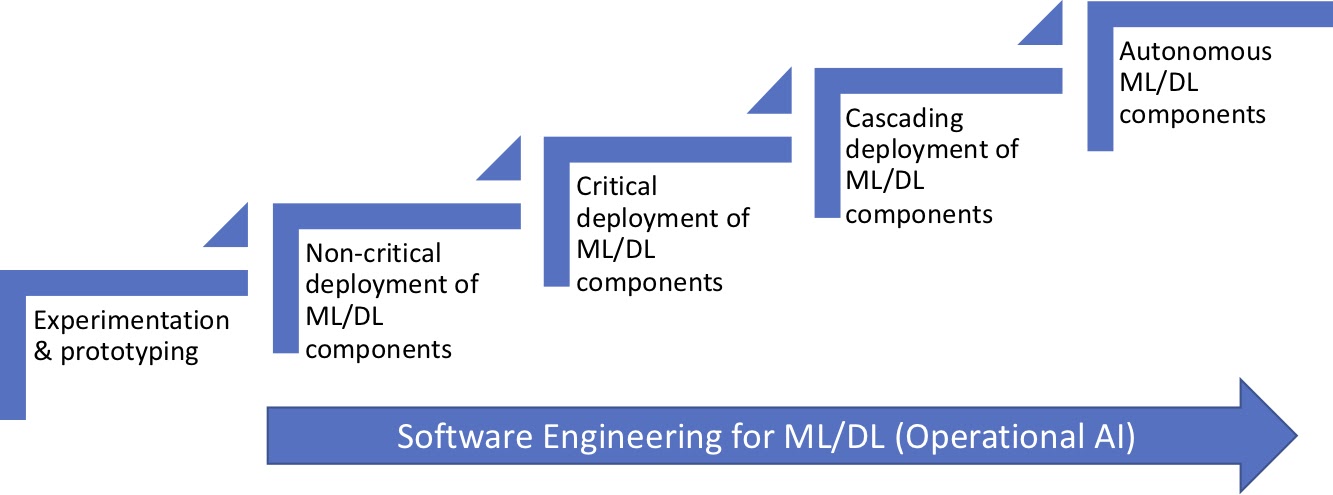 Experimentation
& prototyping
Non-critical
deployment of
ML/DL
components
Critical
deployment of
ML/DL
components
Cascading
deployment of
ML/DL
components
Autonomous
ML/DL
components
Software Engineering for ML/DL (Operational AI)